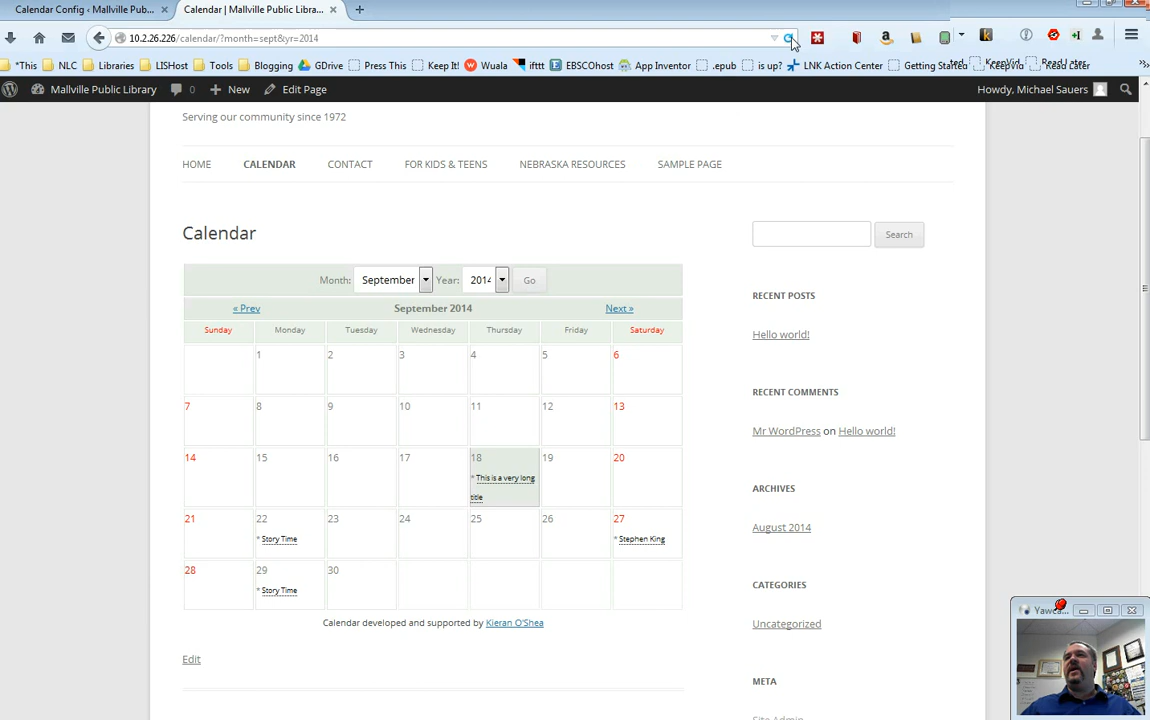 Calendar Config ‹ Mallville Pub... × Calendar | Mallville Public Libra... × +
10.2.26.226/calendar/?month=sept&yr=2014
*This NLC Libraries LISHost Tools Blogging GDrive Press This Keep It! Wuala ifttt EBSCOhost App Inventor .epub is up? LNK Action Center Getting Started KeepVid Read Later »
Mallville Public Library 0 + New Edit Page Howdy, Michael Sauers
Serving our community since 1972
HOME CALENDAR CONTACT FOR KIDS & TEENS NEBRASKA RESOURCES SAMPLE PAGE
Calendar
Search
Month: September Year: 2014 Go
« Prev September 2014 Next »
Sunday Monday Tuesday Wednesday Thursday Friday Saturday
1 2 3 4 5 6
7 8 9 10 11 12 13
14 15 16 17 18 19 20
* This is a very long
title
21 22 23 24 25 26 27
* Story Time * Stephen King
28 29 30
* Story Time
Calendar developed and supported by Kieran O'Shea
Edit
RECENT POSTS
Hello world!
RECENT COMMENTS
Mr WordPress on Hello world!
ARCHIVES
August 2014
CATEGORIES
Uncategorized
META
Site Admin